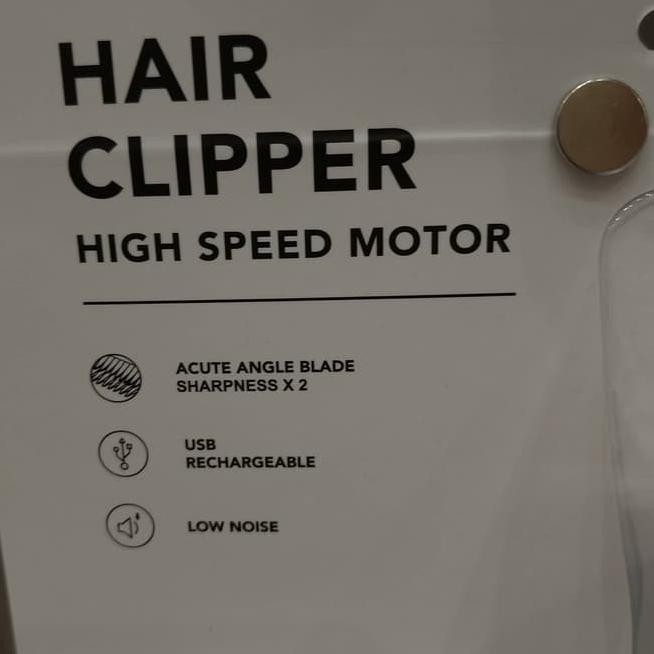 HAIR
CLIPPER
HIGH SPEED MOTOR
ACUTE ANGLE BLADE
SHARPNESS X 2
USB
RECHARGEABLE
LOW NOISE